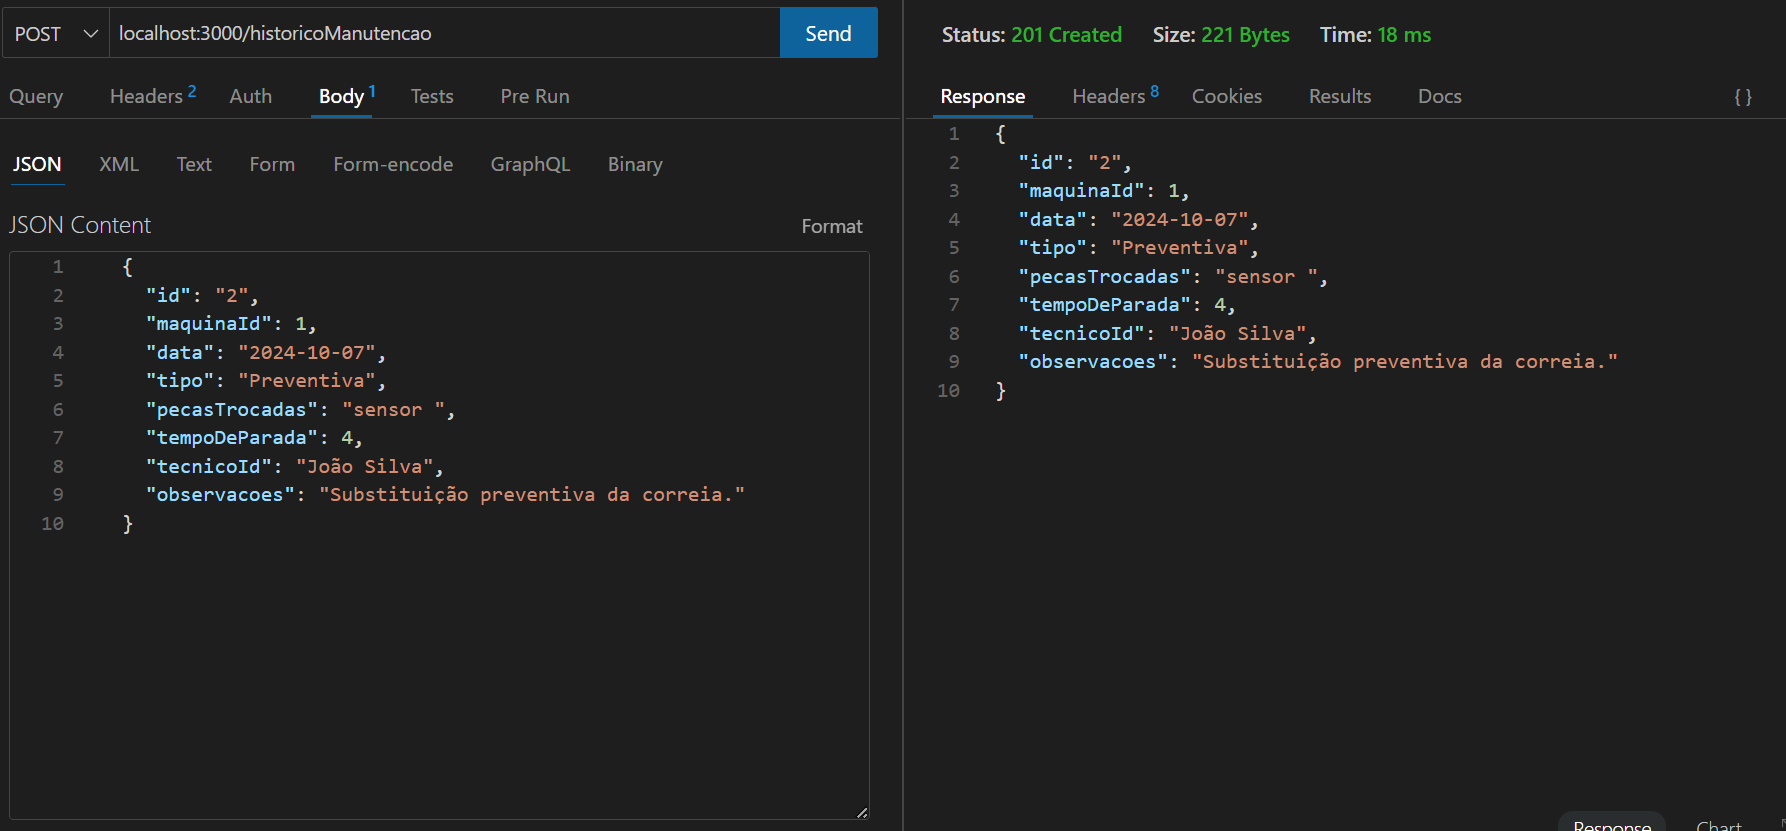 POST localhost:3000/historicoManutencao Send
Query Headers 2 Auth Body 1 Tests Pre Run
JSON XML Text Form Form-encode GraphQL Binary
JSON Content Format
1 {
2 "id": "2",
3 "maquinaId": 1,
4 "data": "2024-10-07",
5 "tipo": "Preventiva",
6 "pecasTrocadas": "sensor ",
7 "tempoDeParada": 4,
8 "tecnicoId": "João Silva",
9 "observacoes": "Substituição preventiva da correia."
10 }
Status: 201 Created Size: 221 Bytes Time: 18 ms
Response Headers 8 Cookies Results Docs { }
1 {
2 "id": "2",
3 "maquinaId": 1,
4 "data": "2024-10-07",
5 "tipo": "Preventiva",
6 "pecasTrocadas": "sensor ",
7 "tempoDeParada": 4,
8 "tecnicoId": "João Silva",
9 "observacoes": "Substituição preventiva da correia."
10 }
Response Chart